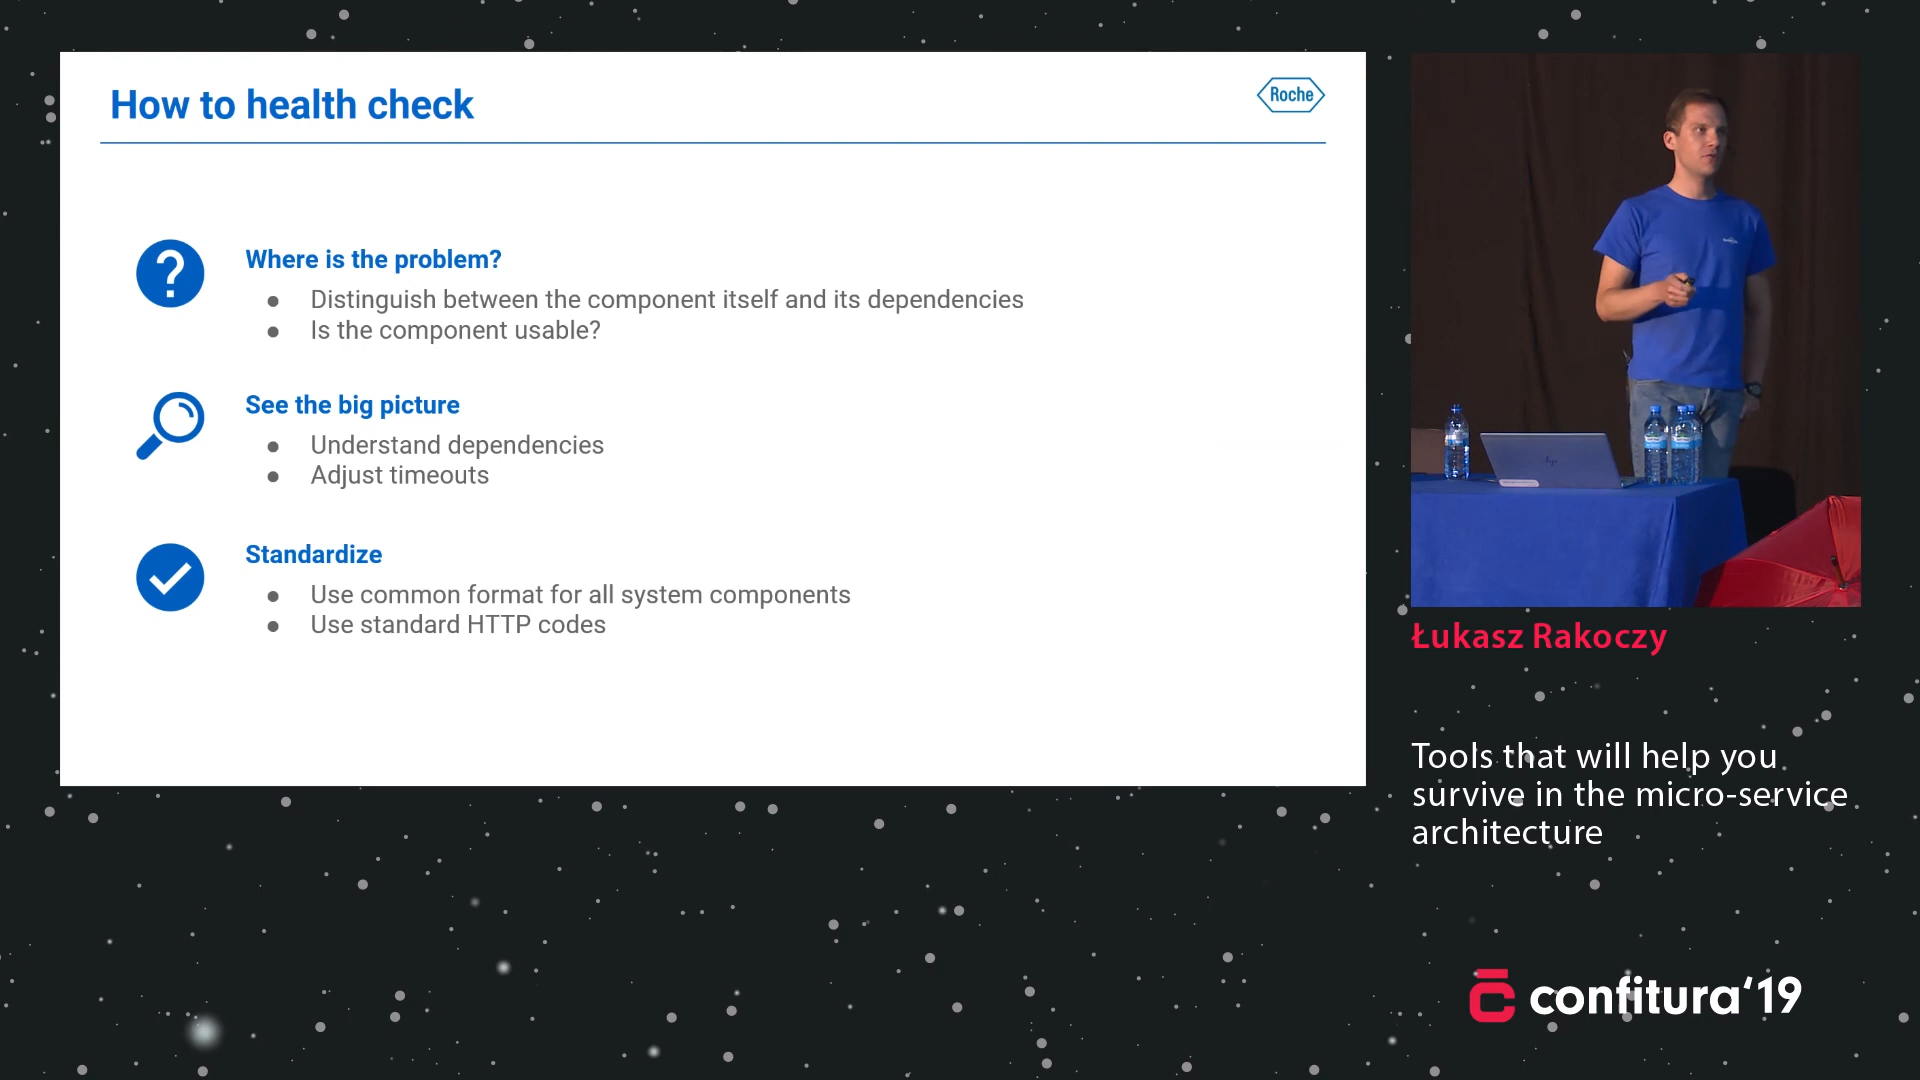 How to health check
Roche
Where is the problem?
● Distinguish between the component itself and its dependencies
● Is the component usable?
See the big picture
● Understand dependencies
● Adjust timeouts
Standardize
● Use common format for all system components
● Use standard HTTP codes
Łukasz Rakoczy
Tools that will help you
survive in the micro-service
architecture
confitura‘19